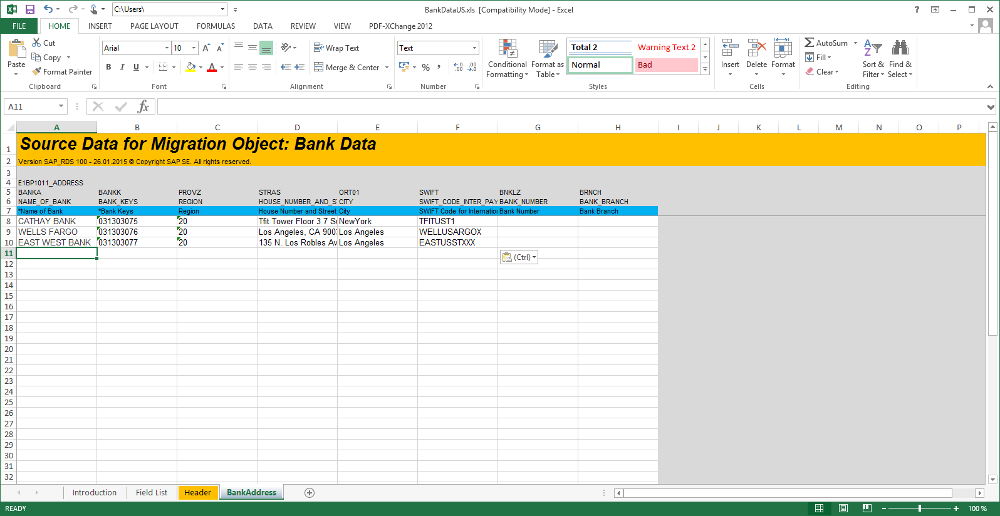 C:\Users\
BankDataUS.xls [Compatibility Mode] - Excel
?
FILE HOME INSERT PAGE LAYOUT FORMULAS DATA REVIEW VIEW PDF-XChange 2012
Paste
Cut
Copy
Format Painter
Clipboard
Arial 10 A A
B I U A
Font
Wrap Text
Merge & Center
Alignment
Text
% , .00 .00
Number
Conditional Formatting
Format as Table
Total 2 Warning Text 2
Normal Bad
Styles
Insert Delete Format
Cells
AutoSum
Fill
Clear
Sort & Filter
Find & Select
Editing
A11 fx
A B C D E F G H I J K L M N O P
1 Source Data for Migration Object: Bank Data
2 Version SAP_RDS 100 - 26.01.2015 © Copyright SAP SE. All rights reserved.
3
4 E1BP1011_ADDRESS
5 BANKA BANKK PROVZ STRAS ORT01 SWIFT BNKLZ BRNCH
6 NAME_OF_BANK BANK_KEYS REGION HOUSE_NUMBER_AND_S CITY SWIFT_CODE_INTER_PAY BANK_NUMBER BANK_BRANCH
7 *Name of Bank *Bank Keys Region House Number and Street City SWIFT Code for Internation Bank Number Bank Branch
8 CATHAY BANK 031303075 20 Tfit Tower Floor 3 7 Su NewYork TFITUST1
9 WELLS FARGO 031303076 20 Los Angeles, CA 9003 Los Angeles WELLUSARGOX
10 EAST WEST BANK 031303077 20 135 N. Los Robles Av Los Angeles EASTUSSTXXX
11 (Ctrl)
12
13
14
15
16
17
18
19
20
21
22
23
24
25
26
27
28
29
30
31
32
Introduction Field List Header BankAddress
READY 100 %